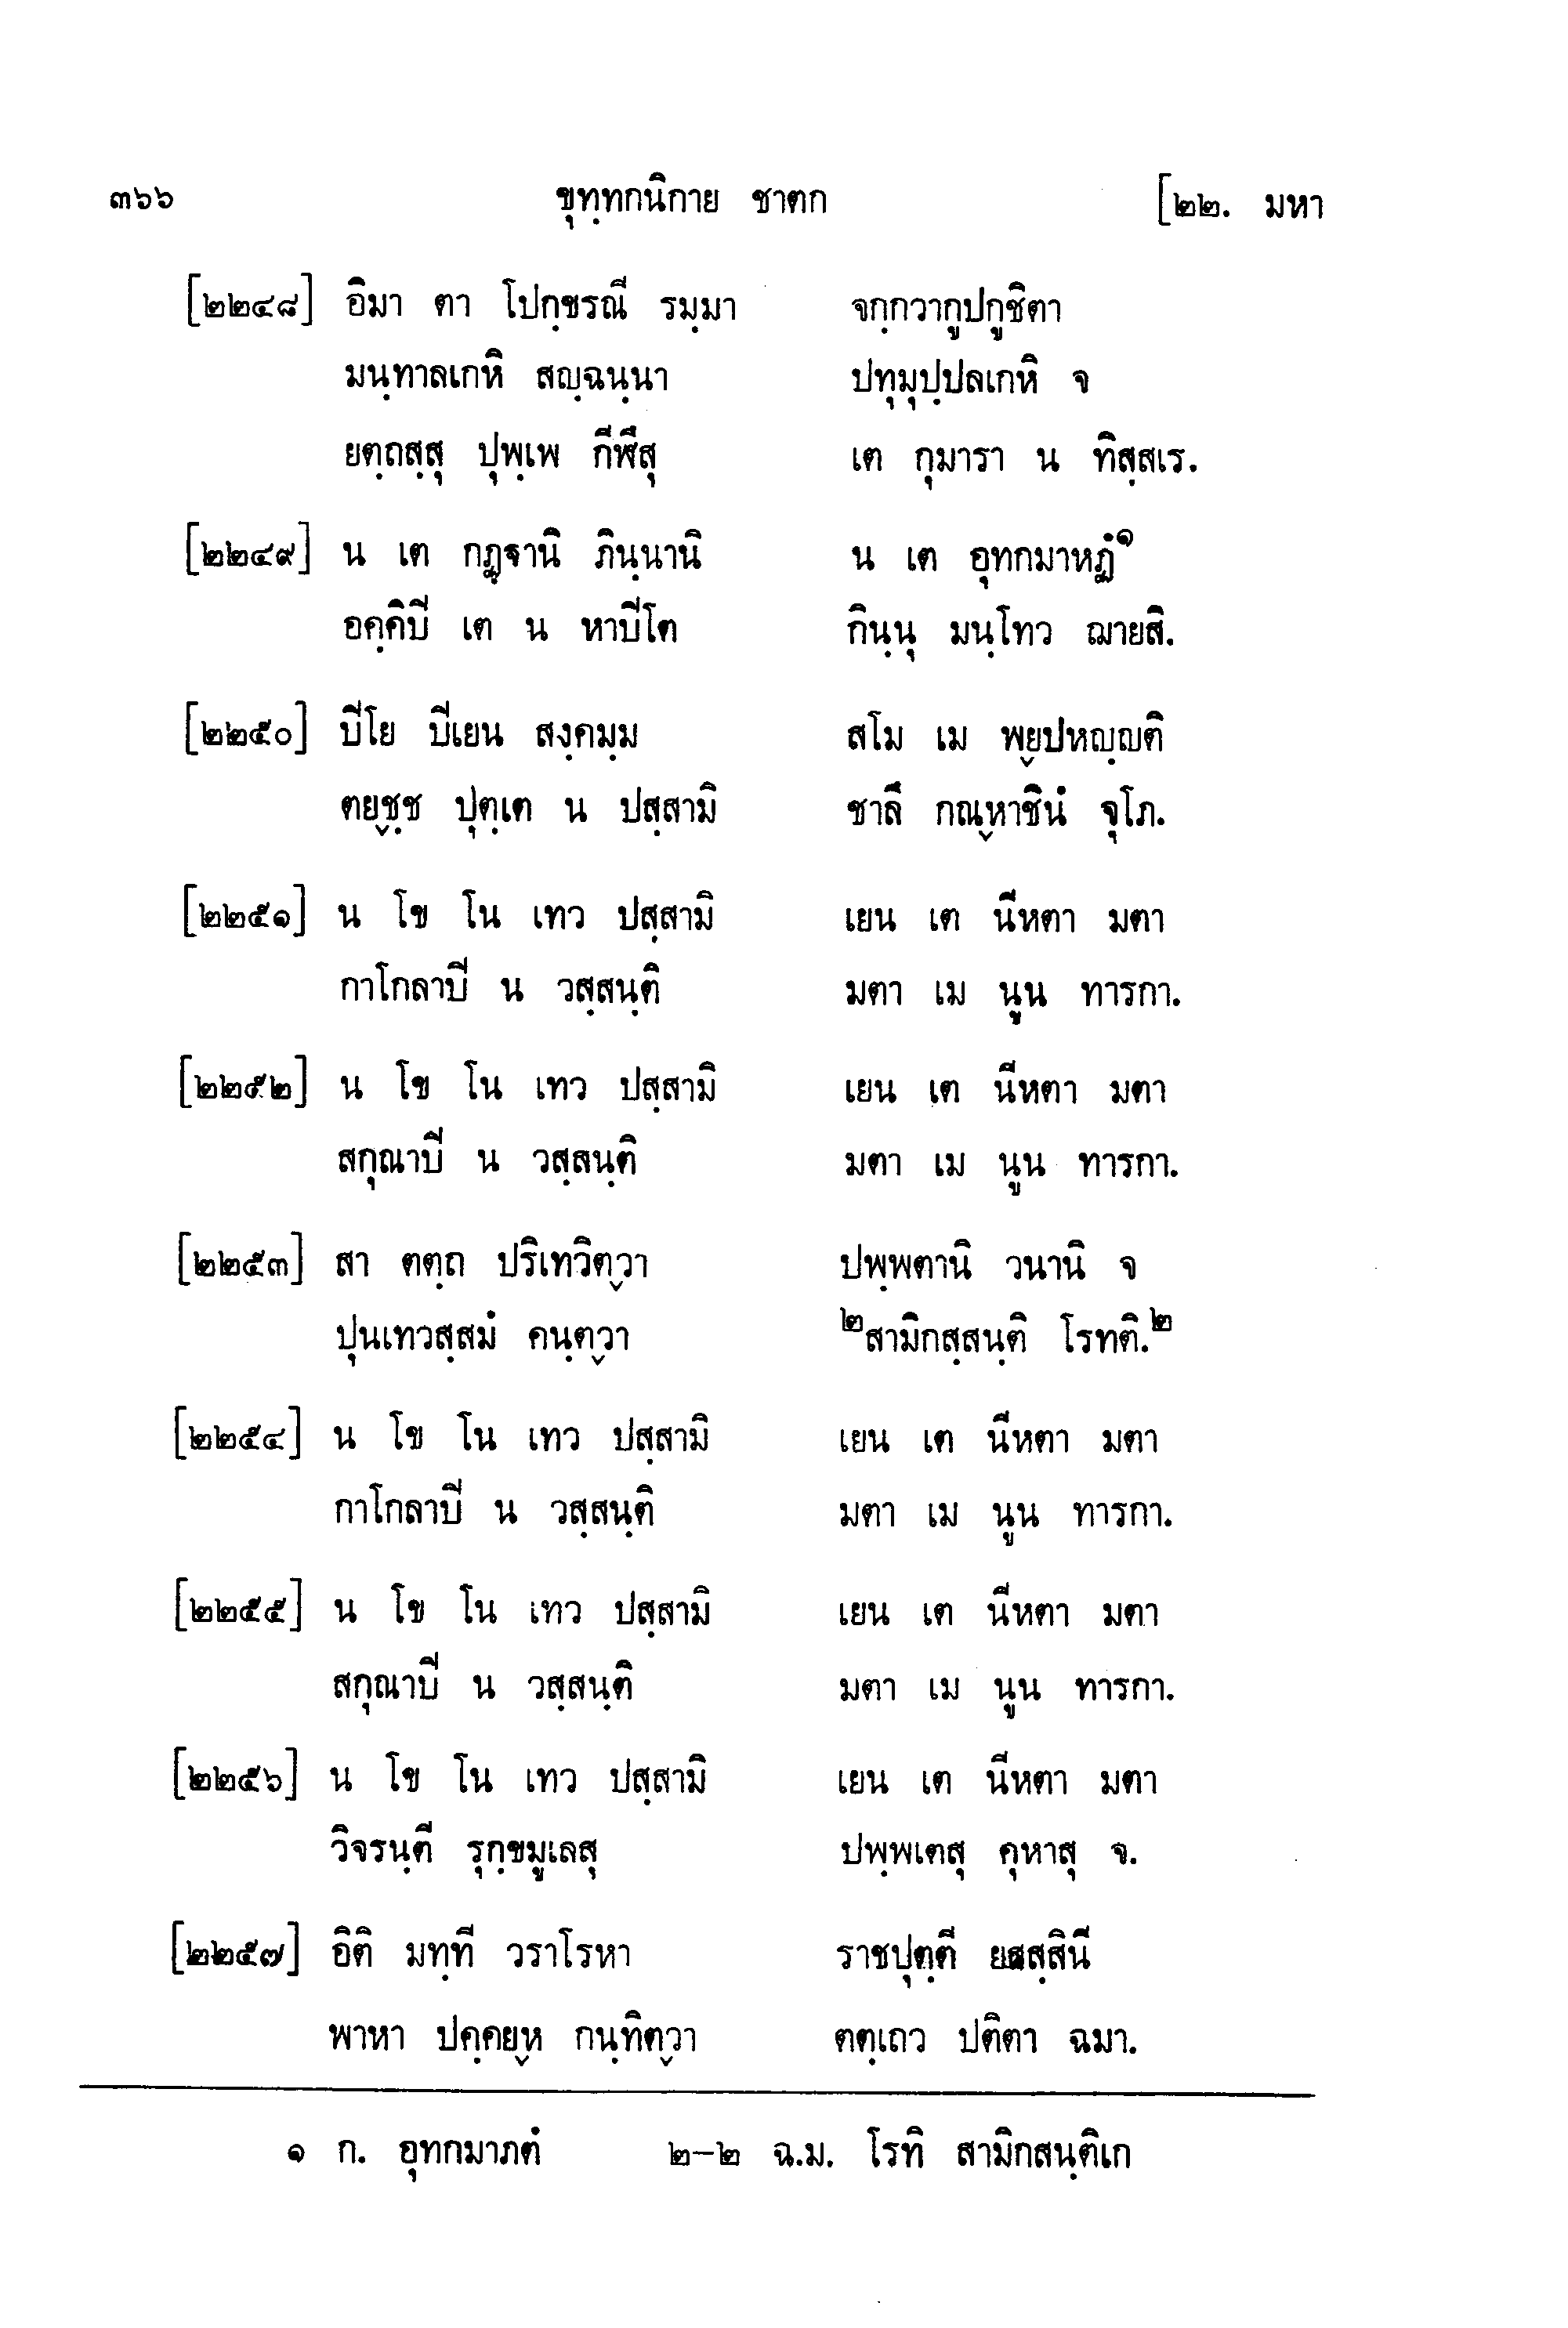 ๓๖๖ ขุทฺทกนิกาย ชาตก [๒๒. มหา
[๒๒๔๘] อิมา ตา โปกฺขรณี รมฺมา จกฺกวากูปกูชิตา
มนฺทาลเกหิ สญฺฉนฺนา ปทุมุปฺปลเกหิ จ
ยตฺถสฺสุ ปุพฺเพ กีฬึสุ เต กุมารา น ทิสฺสเร.
[๒๒๔๙] น เต กฏฺฐานิ ภินฺนานิ น เต อุทกมาหฏํ๑
อคฺคิปี เต น หาปิโต กินฺนุ มนฺโทว ฌายสิ.
[๒๒๕๐] ปิโย ปิเยน สงฺคมฺม สโม เม พฺยปหญฺญติ
ตยชฺช ปุตฺเต น ปสฺสามิ ชาลึ กณฺหาชินํ จุโภ.
[๒๒๕๑] น โข โน เทว ปสฺสามิ เยน เต นีหตา มตา
กาโกลาปี น วสฺสนฺติ มตา เม นูน ทารกา.
[๒๒๕๒] น โข โน เทว ปสฺสามิ เยน เต นีหตา มตา
สกุณาปี น วสฺสนฺติ มตา เม นูน ทารกา.
[๒๒๕๓] สา ตตฺถ ปริเทวิตฺวา ปพฺพตานิ วนานิ จ
ปุนเทวสฺสมํ คนฺตฺวา ๒สามิกสฺสนฺติ โรทติ.๒
[๒๒๕๔] น โข โน เทว ปสฺสามิ เยน เต นีหตา มตา
กาโกลาปี น วสฺสนฺติ มตา เม นูน ทารกา.
[๒๒๕๕] น โข โน เทว ปสฺสามิ เยน เต นีหตา มตา
สกุณาปี น วสฺสนฺติ มตา เม นูน ทารกา.
[๒๒๕๖] น โข โน เทว ปสฺสามิ เยน เต นีหตา มตา
วิจรนฺตี รุกฺขมูเลสุ ปพฺพเตสุ คุหาสุ จ.
[๒๒๕๗] อิติ มทฺที วราโรหา ราชปุตฺตี ยสสฺสินี
พาหา ปคฺคยฺห กนฺทิตฺวา ตตฺเถว ปติตา ฉมา.
๑ ก. อุทกมาภตํ ๒–๒ ฉ.ม. โรทิ สามิกสนฺติเก